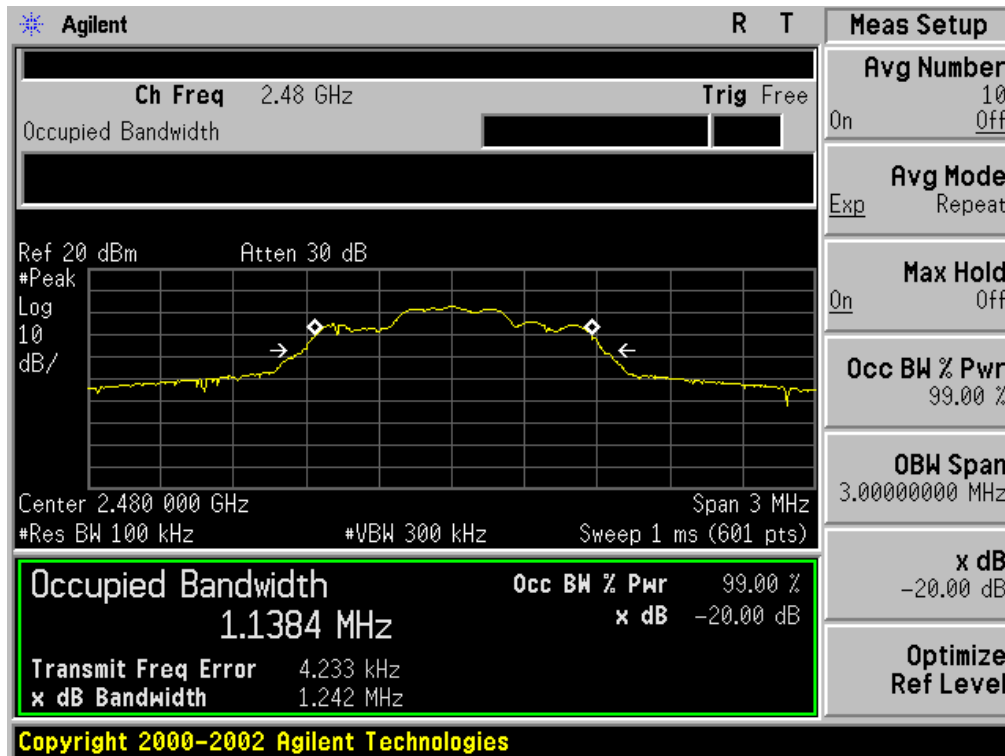 Agilent R T
Ch Freq 2.48 GHz Trig Free
Occupied Bandwidth
Ref 20 dBm Atten 30 dB
#Peak
Log
10
dB/
Center 2.480 000 GHz Span 3 MHz
#Res BW 100 kHz #VBW 300 kHz Sweep 1 ms (601 pts)
Occupied Bandwidth
1.1384 MHz
Occ BW % Pwr 99.00 %
x dB -20.00 dB
Transmit Freq Error 4.233 kHz
x dB Bandwidth 1.242 MHz
Copyright 2000-2002 Agilent Technologies
Meas Setup
Avg Number
10
On Off
Avg Mode
Exp Repeat
Max Hold
On Off
Occ BW % Pwr
99.00 %
OBW Span
3.00000000 MHz
x dB
-20.00 dB
Optimize
Ref Level